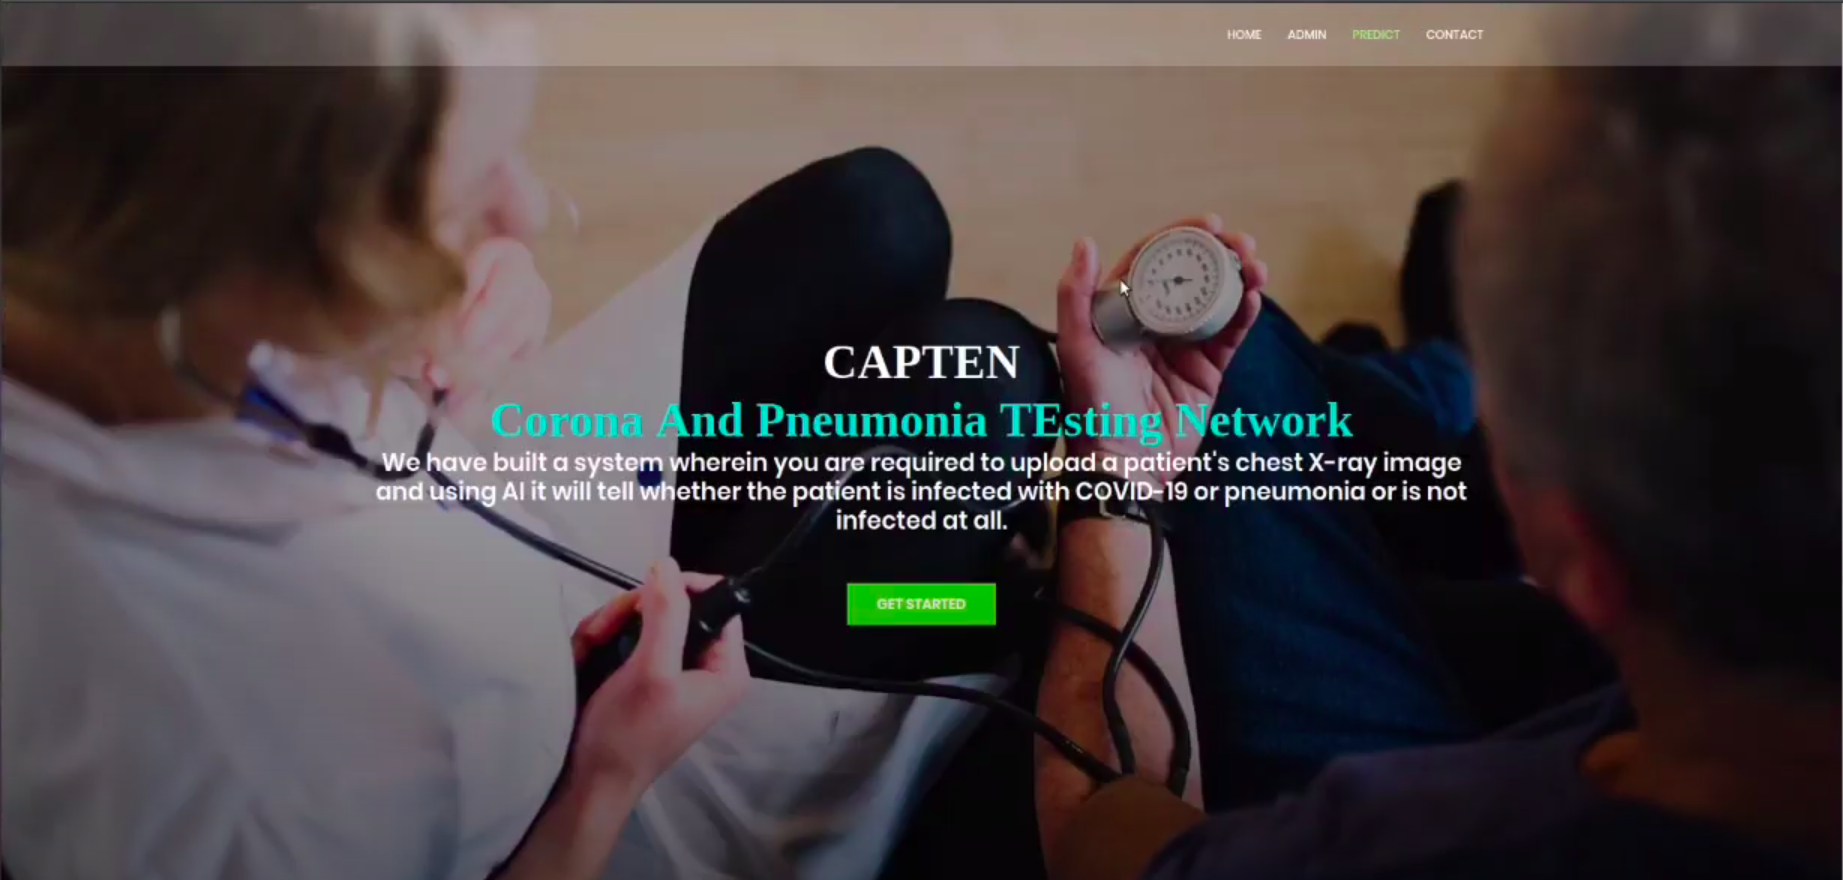 HOME ADMIN PREDICT CONTACT
CAPTEN
Corona And Pneumonia TEsting Network
We have built a system wherein you are required to upload a patient's chest X-ray image
and using AI it will tell whether the patient is infected with COVID-19 or pneumonia or is not
infected at all.
GET STARTED